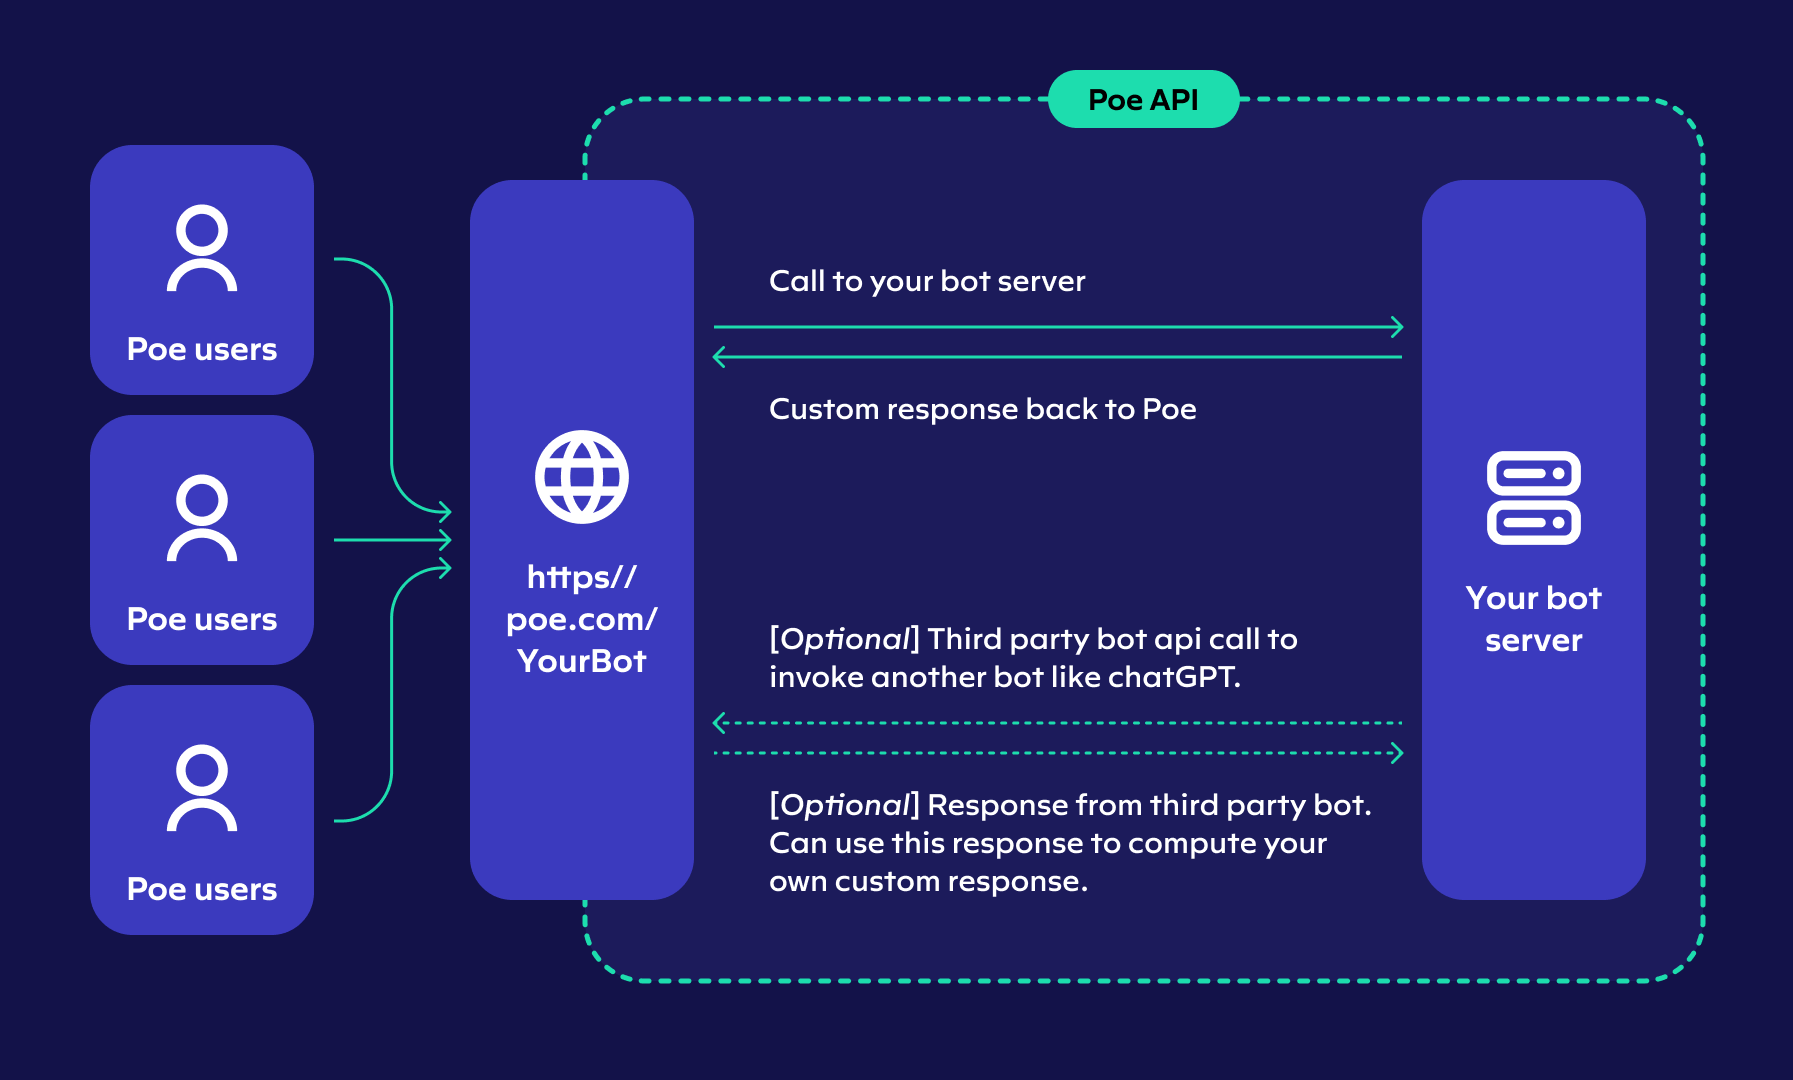 Poe API
Poe users
Poe users
Poe users
https//
poe.com/
YourBot
Call to your bot server
Custom response back to Poe
[Optional] Third party bot api call to
invoke another bot like chatGPT.
[Optional] Response from third party bot.
Can use this response to compute your
own custom response.
Your bot
server